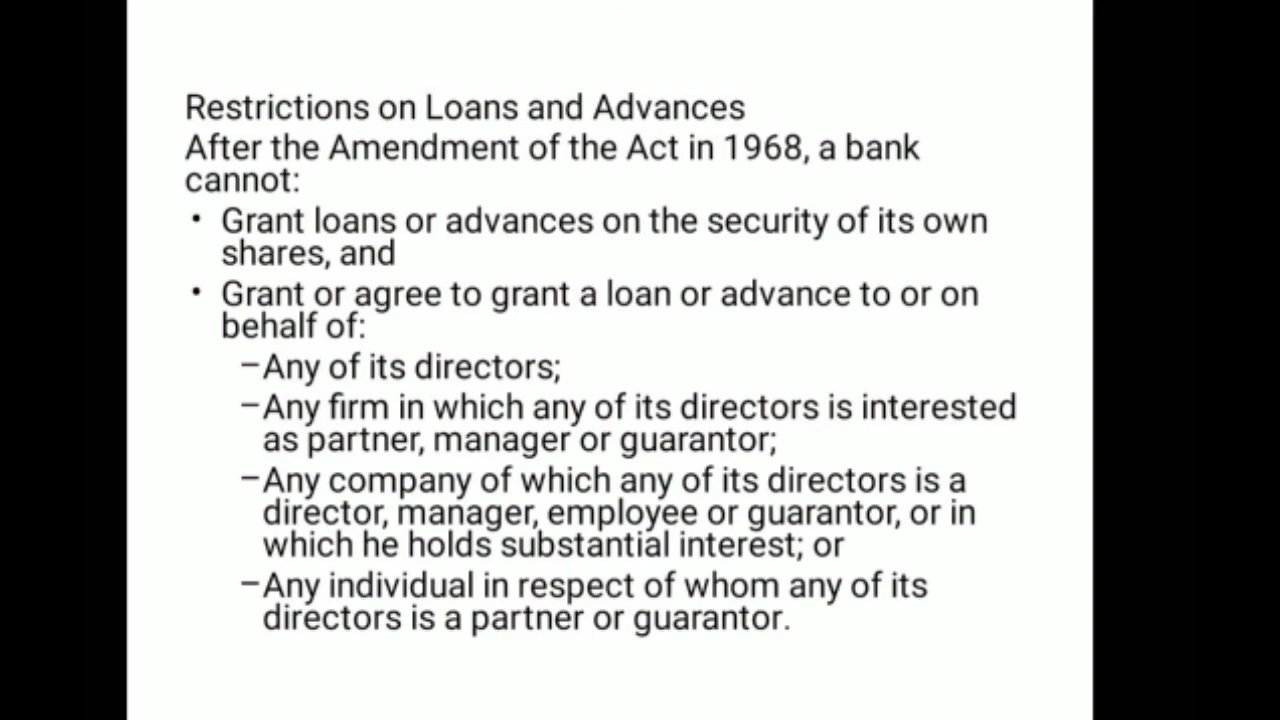 Restrictions on Loans and Advances
After the Amendment of the Act in 1968, a bank
cannot:
• Grant loans or advances on the security of its own
shares, and
• Grant or agree to grant a loan or advance to or on
behalf of:
–Any of its directors;
–Any firm in which any of its directors is interested
as partner, manager or guarantor;
–Any company of which any of its directors is a
director, manager, employee or guarantor, or in
which he holds substantial interest; or
–Any individual in respect of whom any of its
directors is a partner or guarantor.